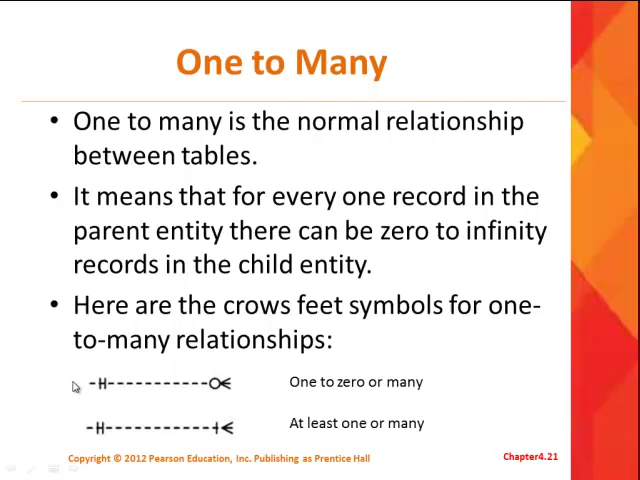 One to Many
• One to many is the normal relationship
between tables.
• It means that for every one record in the
parent entity there can be zero to infinity
records in the child entity.
• Here are the crows feet symbols for one-
to-many relationships:
One to zero or many
At least one or many
Copyright © 2012 Pearson Education, Inc. Publishing as Prentice Hall
Chapter4.21